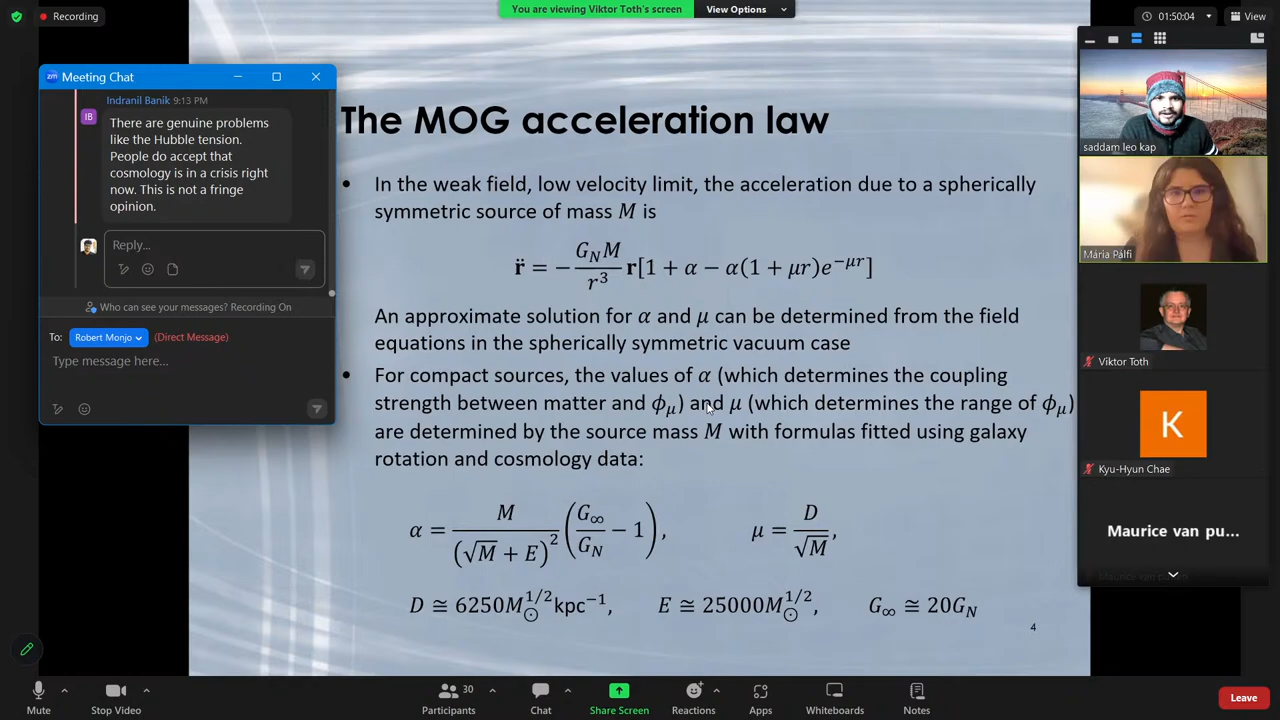 Recording
You are viewing Viktor Toth's screen
View Options
01:50:04
View
zm Meeting Chat
Indranil Banik 9:13 PM
IB
There are genuine problems
like the Hubble tension.
People do accept that
cosmology is in a crisis right
now. This is not a fringe
opinion.
Reply...
Who can see your messages? Recording On
To: Robert Monjo (Direct Message)
Type message here...
The MOG acceleration law
• In the weak field, low velocity limit, the acceleration due to a spherically
symmetric source of mass M is
r̈ = −(G_N M / r³) r[1 + α − α(1 + μr)e^{−μr}]
An approximate solution for α and μ can be determined from the field
equations in the spherically symmetric vacuum case
• For compact sources, the values of α (which determines the coupling
strength between matter and ϕ_μ) and μ (which determines the range of ϕ_μ)
are determined by the source mass M with formulas fitted using galaxy
rotation and cosmology data:
α = M / (√M + E)² (G_∞ / G_N − 1), μ = D / √M,
D ≅ 6250M_⊙^{1/2}kpc^{−1}, E ≅ 25000M_⊙^{1/2}, G_∞ ≅ 20G_N
4
saddam leo kap
Mária Pálfi
Viktor Toth
K
Kyu-Hyun Chae
Maurice van pu...
Mute
Stop Video
30
Participants
Chat
Share Screen
Reactions
Apps
Whiteboards
Notes
Leave